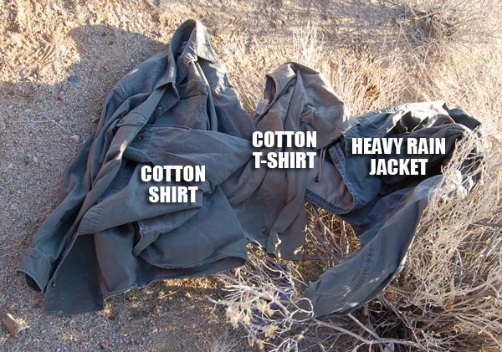 COTTON
SHIRT
COTTON
T-SHIRT
HEAVY RAIN
JACKET